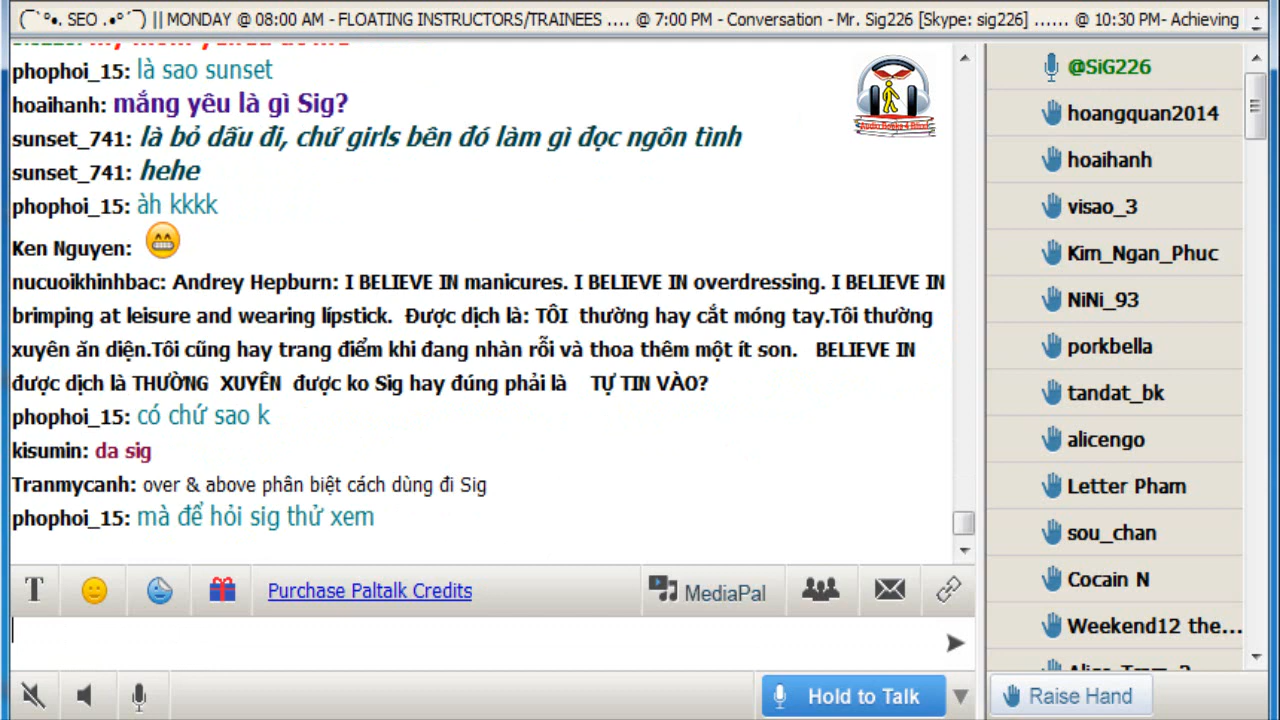 (¯`°•. SEO .•°´¯) || MONDAY @ 08:00 AM - FLOATING INSTRUCTORS/TRAINEES .... @ 7:00 PM - Conversation - Mr. Sig226 [Skype: sig226] ...... @ 10:30 PM- Achieving
phophoi_15: là sao sunset
hoaihanh: mắng yêu là gì Sig?
sunset_741: là bỏ dấu đi, chứ girls bên đó làm gì đọc ngôn tình
sunset_741: hehe
phophoi_15: àh kkkk
Ken Nguyen:
nucuoikhinhbac: Andrey Hepburn: I BELIEVE IN manicures. I BELIEVE IN overdressing. I BELIEVE IN
brimping at leisure and wearing lípstick. Được dịch là: TÔI thường hay cắt móng tay.Tôi thường
xuyên ăn diện.Tôi cũng hay trang điểm khi đang nhàn rỗi và thoa thêm một ít son. BELIEVE IN
được dịch là THƯỜNG XUYÊN được ko Sig hay đúng phải là TỰ TIN VÀO?
phophoi_15: có chứ sao k
kisumin: da sig
Tranmycanh: over & above phân biệt cách dùng đi Sig
phophoi_15: mà để hỏi sig thử xem
Purchase Paltalk Credits
MediaPal
Hold to Talk
@SiG226
hoangquan2014
hoaihanh
visao_3
Kim_Ngan_Phuc
NiNi_93
porkbella
tandat_bk
alicengo
Letter Pham
sou_chan
Cocain N
Weekend12 the...
Raise Hand